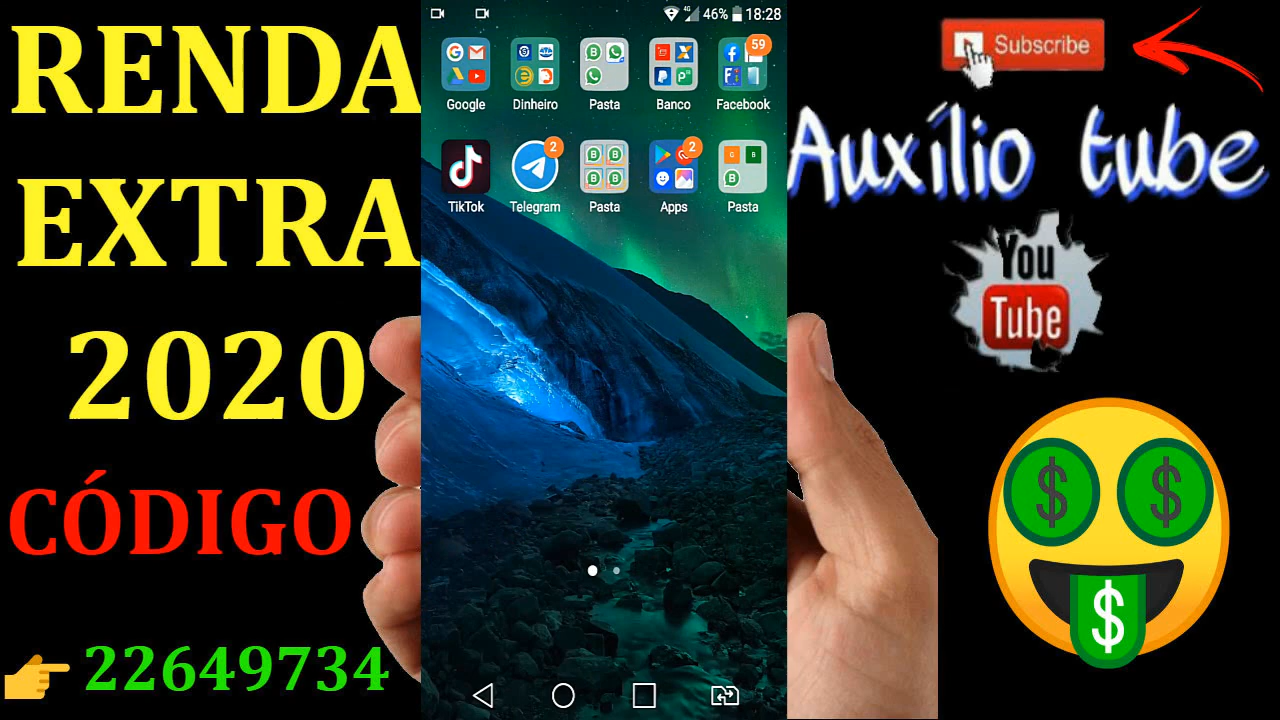 RENDA
EXTRA
2020
CÓDIGO
22649734
4G 46% 18:28
59
Google Dinheiro Pasta Banco Facebook
2 2
TikTok Telegram Pasta Apps Pasta
Subscribe
Auxílio tube
You
Tube
$ $
$